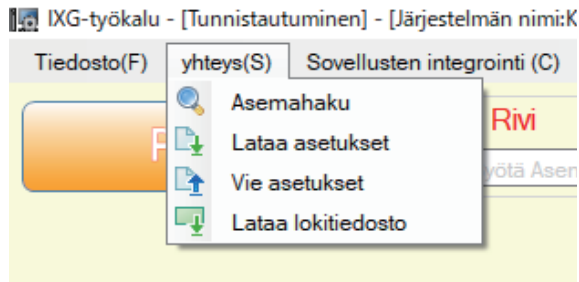 IXG-työkalu - [Tunnistautuminen] - [Järjestelmän nimi:K
Tiedosto(F) yhteys(S) Sovellusten integrointi (C)
Asemahaku
Rivi
Lataa asetukset
Vie asetukset
Lataa lokitiedosto